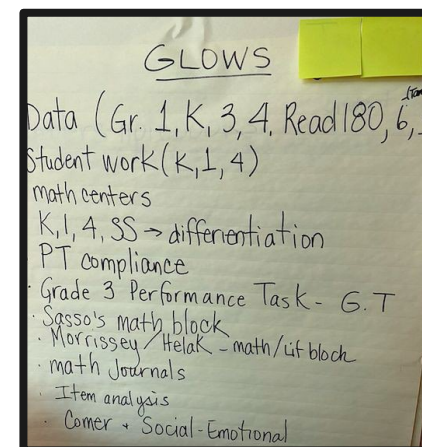 GLOWS
Data (Gr. 1, K, 3, 4, Read 180, 6,
Student work (K, 1, 4)
math centers
K, 1, 4, SS → differentiation
PT compliance
· Grade 3 Performance Task - G.T
· Sasso's math block
· Morrissey / Helak - math/Lit block
· math Journals
· Item analysis
· Comer + Social-Emotional